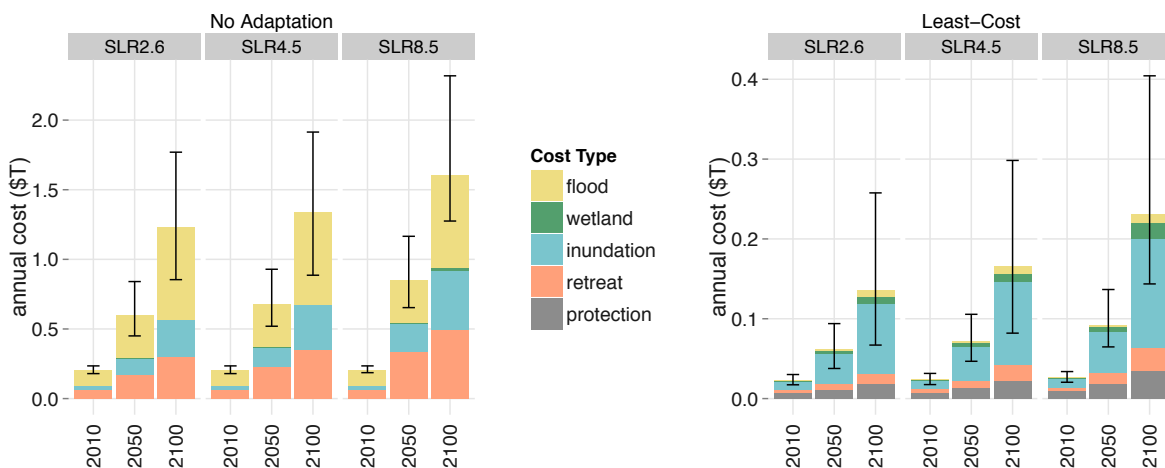 No Adaptation
SLR2.6 SLR4.5 SLR8.5
annual cost ($T)
2.0
1.5
1.0
0.5
0.0
2010 2050 2100 2010 2050 2100 2010 2050 2100
Cost Type
flood
wetland
inundation
retreat
protection
Least−Cost
SLR2.6 SLR4.5 SLR8.5
annual cost ($T)
0.4
0.3
0.2
0.1
0.0
2010 2050 2100 2010 2050 2100 2010 2050 2100